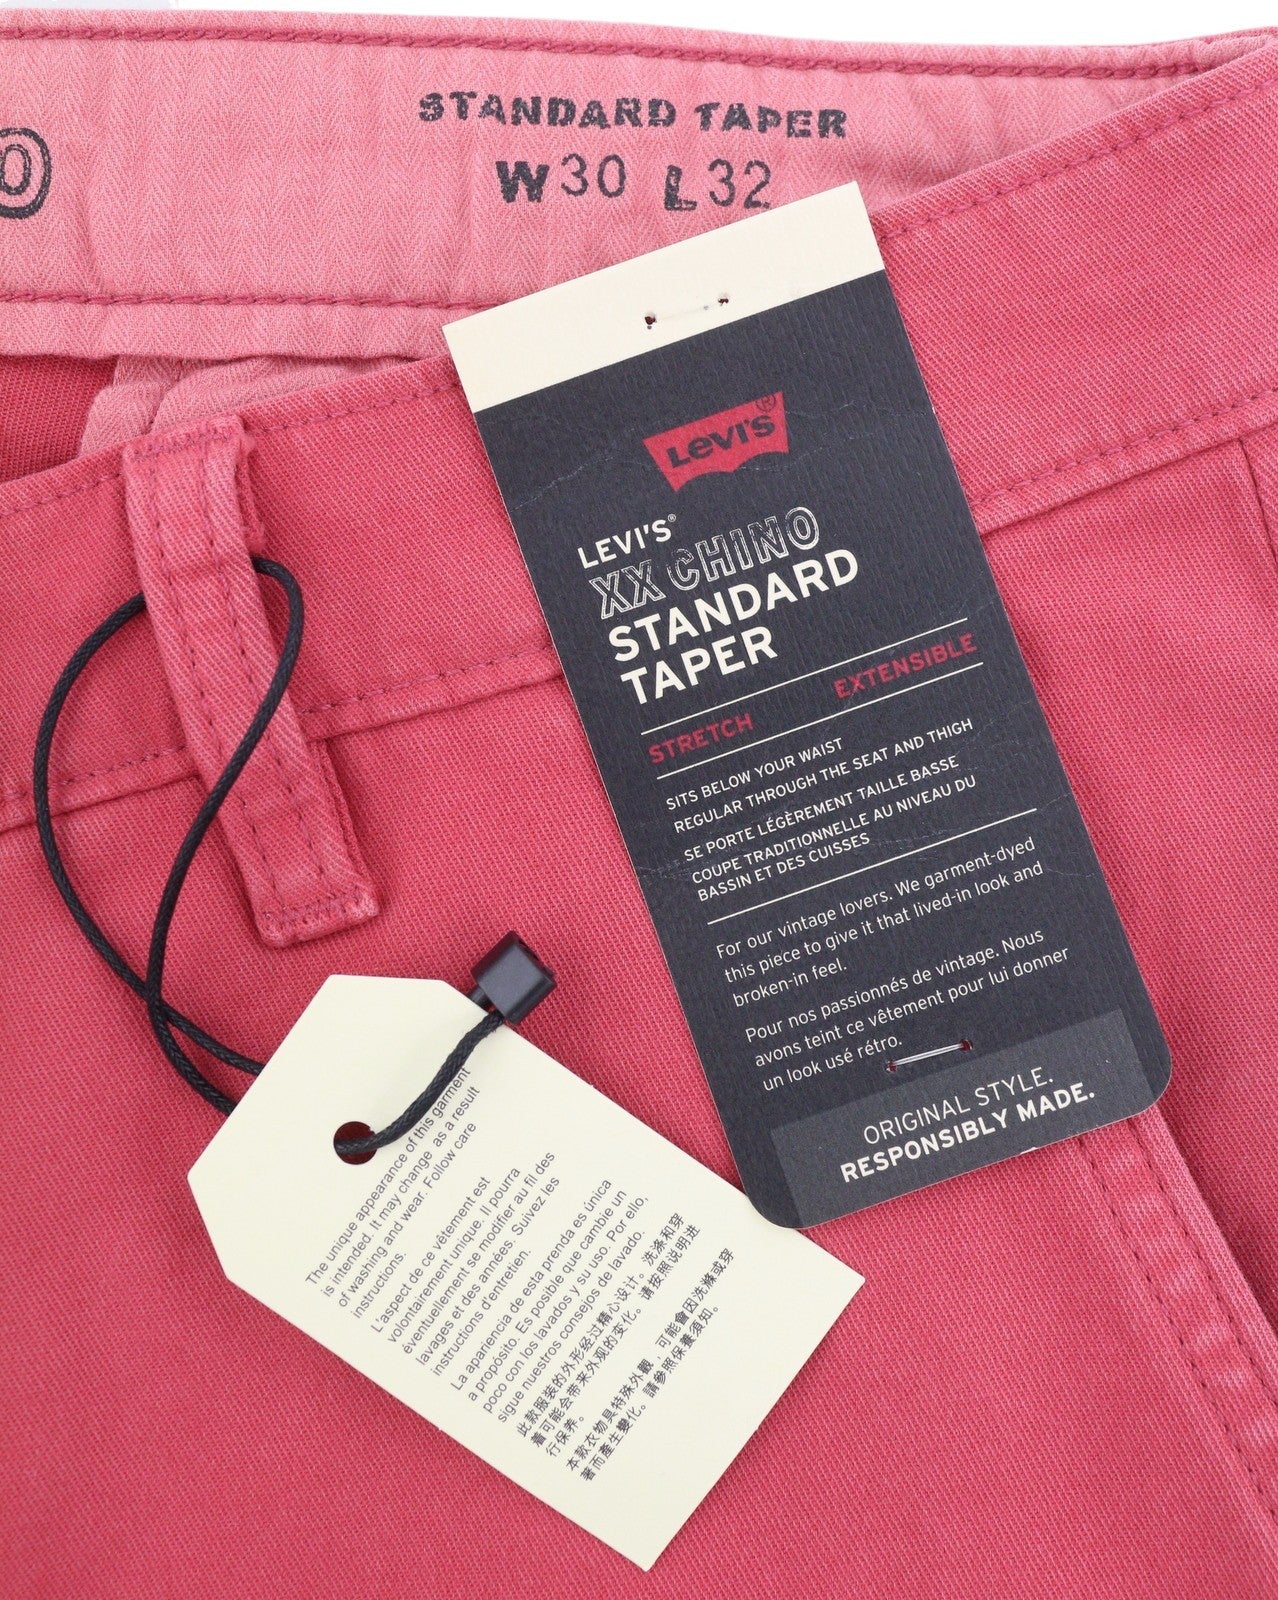 O
STANDARD TAPER
W30 L32
Levi's®
LEVI'S®
XX CHINO
STANDARD
TAPER
STRETCH EXTENSIBLE
SITS BELOW YOUR WAIST
REGULAR THROUGH THE SEAT AND THIGH
SE PORTE LÉGÈREMENT TAILLE BASSE
COUPE TRADITIONNELLE AU NIVEAU DU
BASSIN ET DES CUISSES
For our vintage lovers. We garment-dyed
this piece to give it that lived-in look and
broken-in feel.
Pour nos passionnés de vintage. Nous
avons teint ce vêtement pour lui donner
un look usé rétro.
ORIGINAL STYLE.
RESPONSIBLY MADE.
The unique appearance of this garment
is intended. It may change as a result
of washing and wear. Follow care
instructions.
L'aspect de ce vêtement est
volontairement unique. Il pourra
éventuellement se modifier au fil des
lavages et des années. Suivez les
instructions d'entretien.
La apariencia de esta prenda es única
a propósito. Es posible que cambie un
poco con los lavados y su uso. Por ello,
sigue nuestros consejos de lavado.
此款服装的外形经过精心设计。洗涤和穿
着可能会带来外观的变化。请按照说明进
行保养。
本款衣物具特殊外觀，可能會因洗滌或穿
著而產生變化。請參照保養須知。